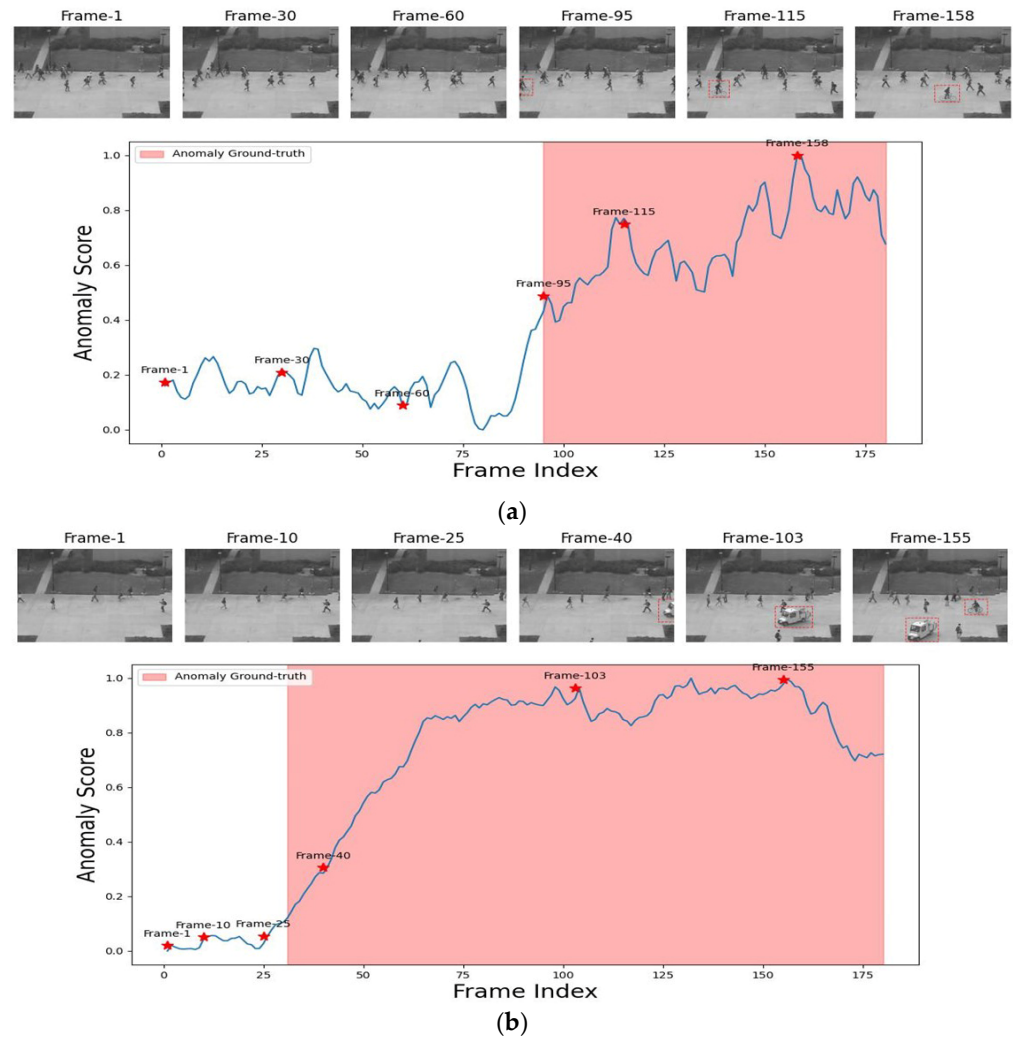 Frame-1 Frame-30 Frame-60 Frame-95 Frame-115 Frame-158
Anomaly Ground-truth
Frame-158
Frame-115
Frame-95
Frame-1
Frame-30
Frame-60
1.0
0.8
0.6
0.4
0.2
0.0
Anomaly Score
0 25 50 75 100 125 150 175
Frame Index
(a)
Frame-1 Frame-10 Frame-25 Frame-40 Frame-103 Frame-155
Anomaly Ground-truth
Frame-155
Frame-103
Frame-40
Frame-1
Frame-10
Frame-25
1.0
0.8
0.6
0.4
0.2
0.0
Anomaly Score
0 25 50 75 100 125 150 175
Frame Index
(b)